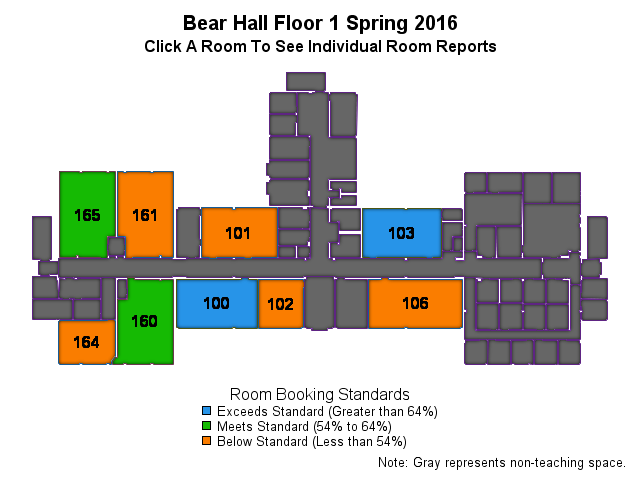 Bear Hall Floor 1 Spring 2016
Click A Room To See Individual Room Reports
165
161
101
103
100
102
106
160
164
Room Booking Standards
Exceeds Standard (Greater than 64%)
Meets Standard (54% to 64%)
Below Standard (Less than 54%)
Note: Gray represents non-teaching space.